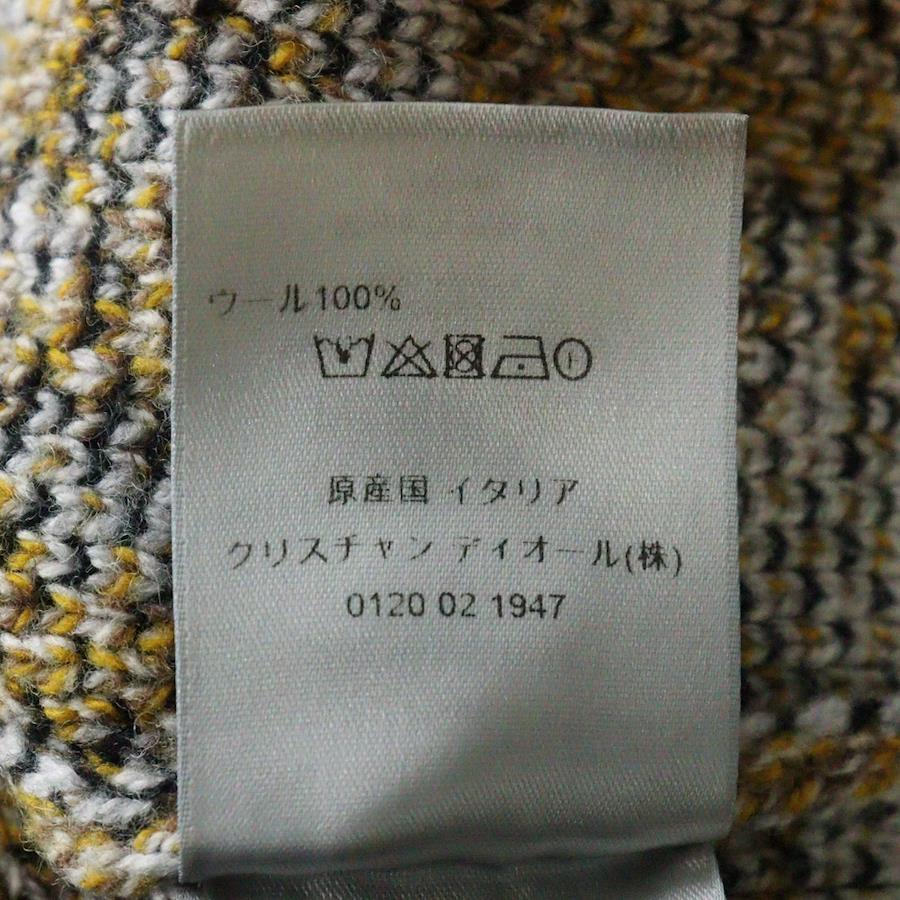 ウール100%
原産国 イタリア
クリスチャン ディオール(株)
0120 02 1947